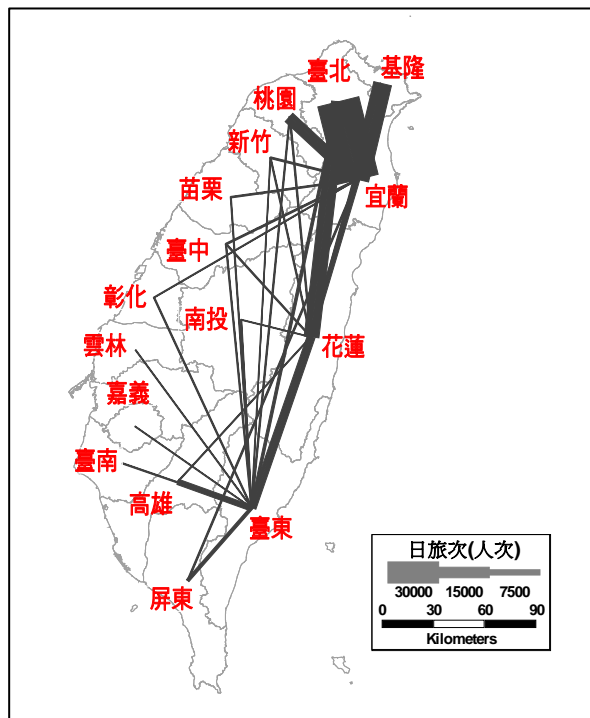 基隆
臺北
桃園
新竹
苗栗
宜蘭
臺中
彰化
南投
雲林
花蓮
嘉義
臺南
高雄
臺東
屏東
日旅次(人次)
30000 15000 7500
0 30 60 90
Kilometers